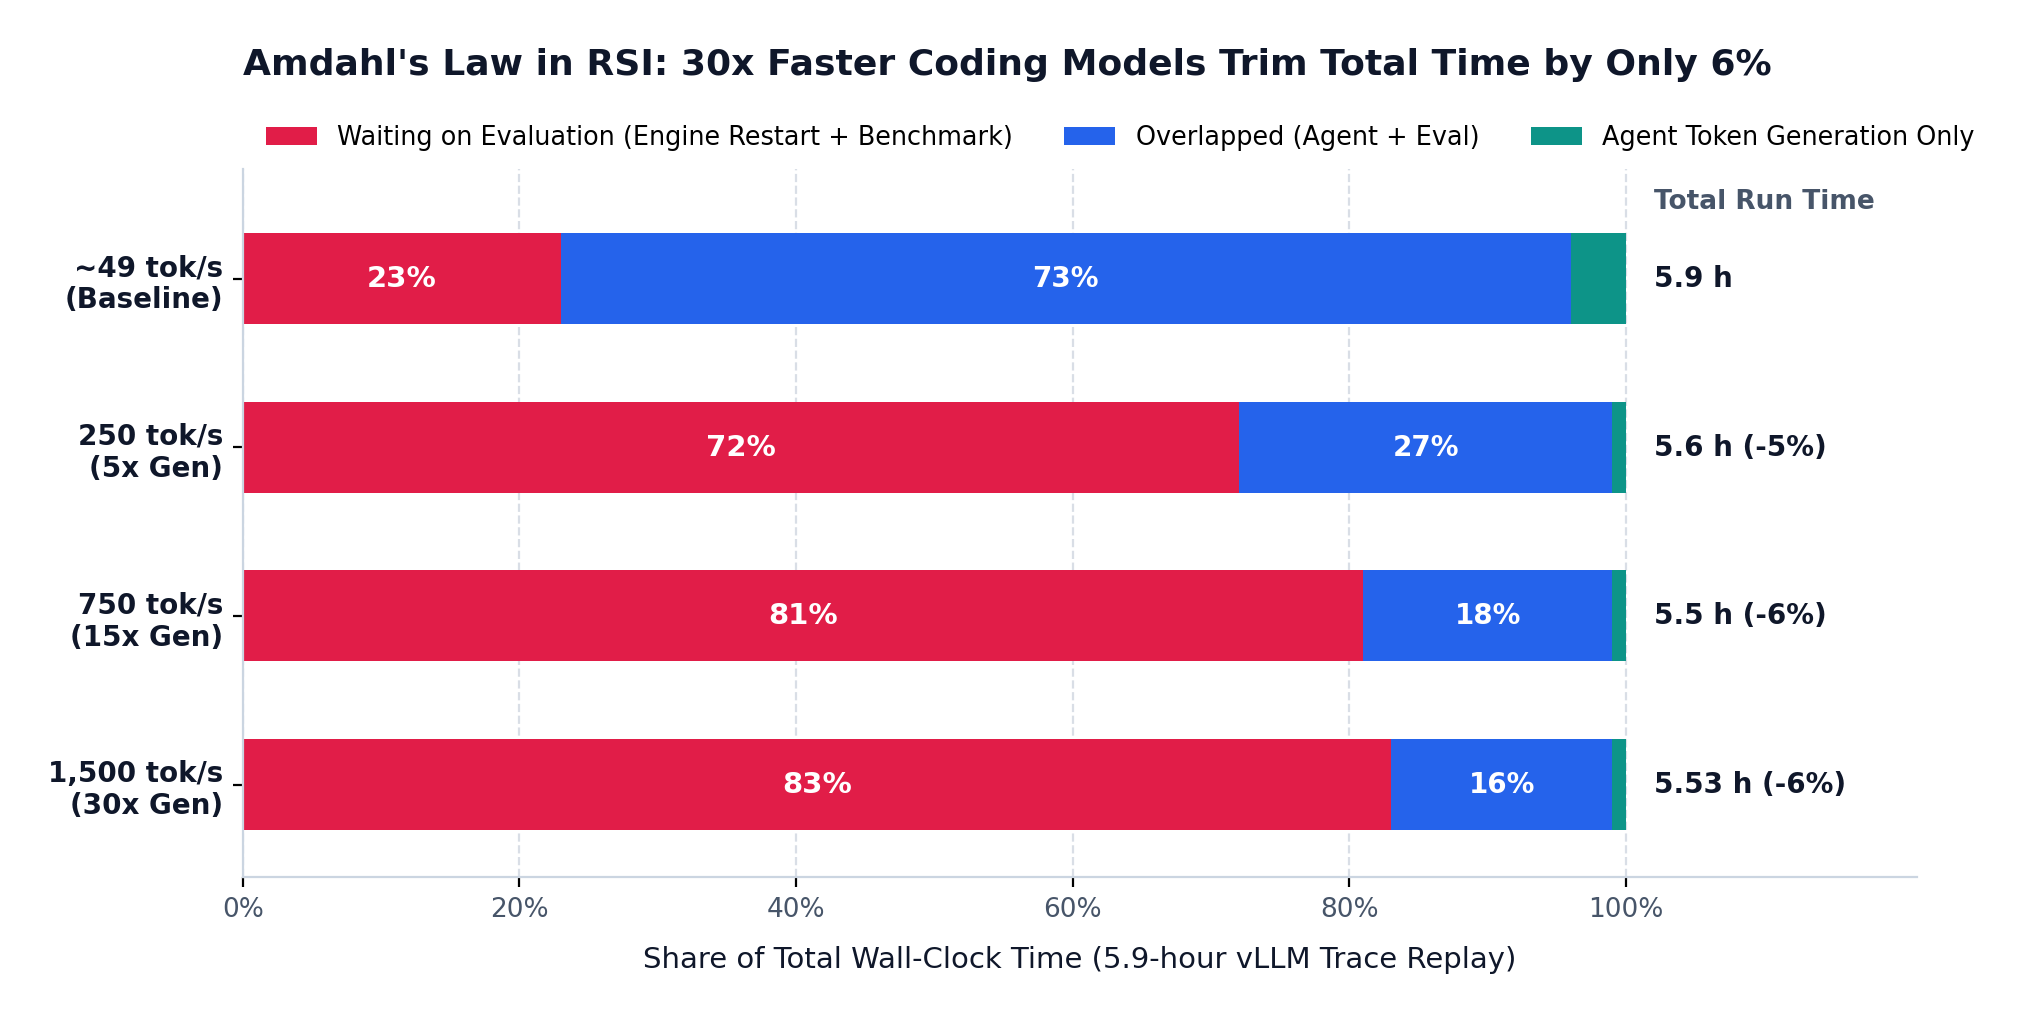 Amdahl's Law in RSI: 30x Faster Coding Models Trim Total Time by Only 6%
Waiting on Evaluation (Engine Restart + Benchmark)
Overlapped (Agent + Eval)
Agent Token Generation Only
Total Run Time
~49 tok/s
(Baseline)
23%
73%
5.9 h
250 tok/s
(5x Gen)
72%
27%
5.6 h (-5%)
750 tok/s
(15x Gen)
81%
18%
5.5 h (-6%)
1,500 tok/s
(30x Gen)
83%
16%
5.53 h (-6%)
0%
20%
40%
60%
80%
100%
Share of Total Wall-Clock Time (5.9-hour vLLM Trace Replay)